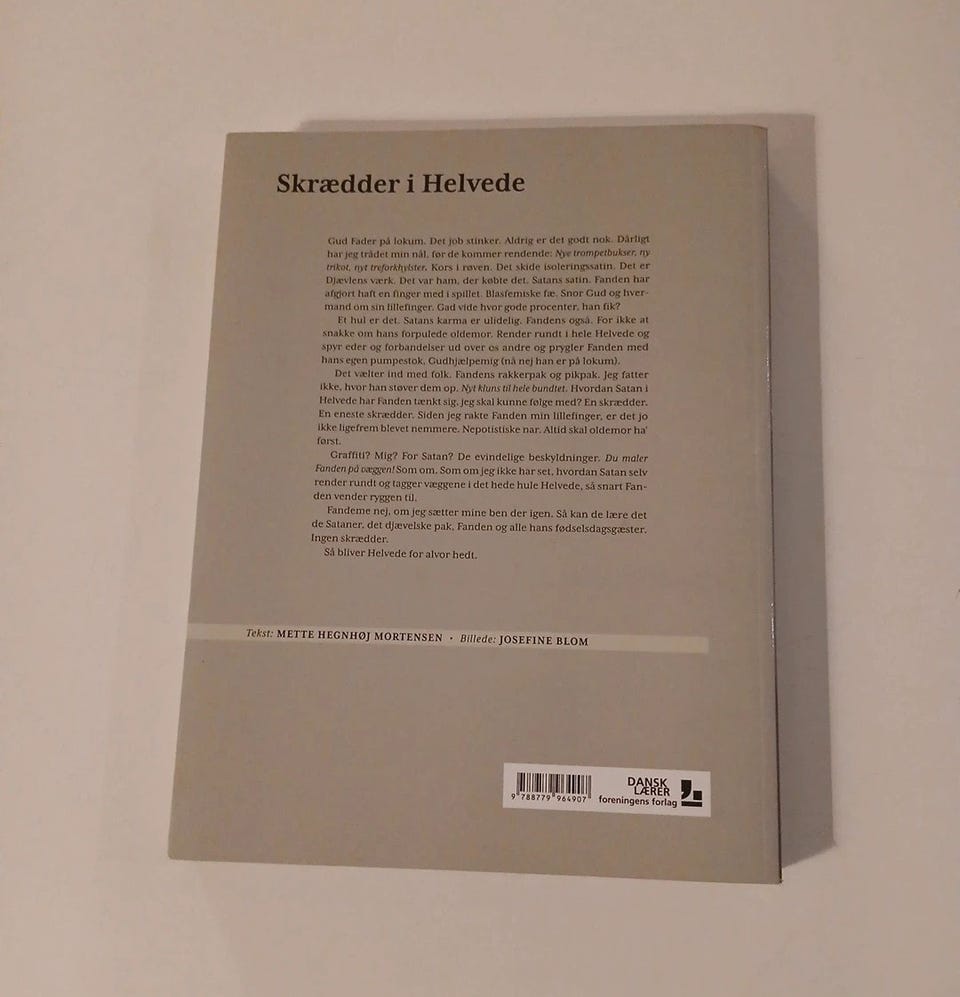 Skrædder i Helvede
Gud Fader på lokum. Det job stinker. Aldrig er det godt nok. Dårligt
har jeg trådet min nål, før de kommer rendende: Nye trompetbukser, ny
trikot, nyt treforkhylster. Kors i røven. Det skide isoleringssatin. Det er
Djævlens værk. Det var ham, der købte det. Satans satin. Fanden har
afgjort haft en finger med i spillet. Blasfemiske fæ. Snor Gud og hver-
mand om sin lillefinger. Gad vide hvor gode procenter, han fik?
Et hul er det. Satans karma er ulidelig. Fandens også. For ikke at
snakke om hans forpulede oldemor. Render rundt i hele Helvede og
spyr eder og forbandelser ud over os andre og prygler Fanden med
hans egen pumpestok. Gudhjælpemig (nå nej han er på lokum).
Det vælter ind med folk. Fandens rakkerpak og pikpak. Jeg fatter
ikke, hvor han støver dem op. Nyt kluns til hele bundtet. Hvordan Satan i
Helvede har Fanden tænkt sig, jeg skal kunne følge med? En skrædder.
En eneste skrædder. Siden jeg rakte Fanden min lillefinger, er det jo
ikke ligefrem blevet nemmere. Nepotistiske nar. Altid skal oldemor ha'
først.
Graffiti? Mig? For Satan? De evindelige beskyldninger. Du maler
Fanden på væggen! Som om. Som om jeg ikke har set, hvordan Satan selv
render rundt og tagger væggene i det hede hule Helvede, så snart Fan-
den vender ryggen til.
Fandeme nej, om jeg sætter mine ben der igen. Så kan de lære det
de Sataner, det djævelske pak, Fanden og alle hans fødselsdagsgæster.
Ingen skrædder.
Så bliver Helvede for alvor hedt.
Tekst: METTE HEGNHØJ MORTENSEN · Billede: JOSEFINE BLOM
DANSK
LÆRER
foreningens forlag
9 788779 964907